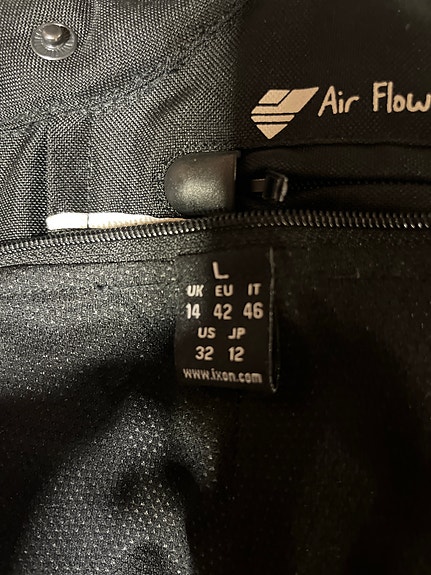 Air Flow
L
UK EU IT
14 42 46
US JP
32 12
www.ixon.com